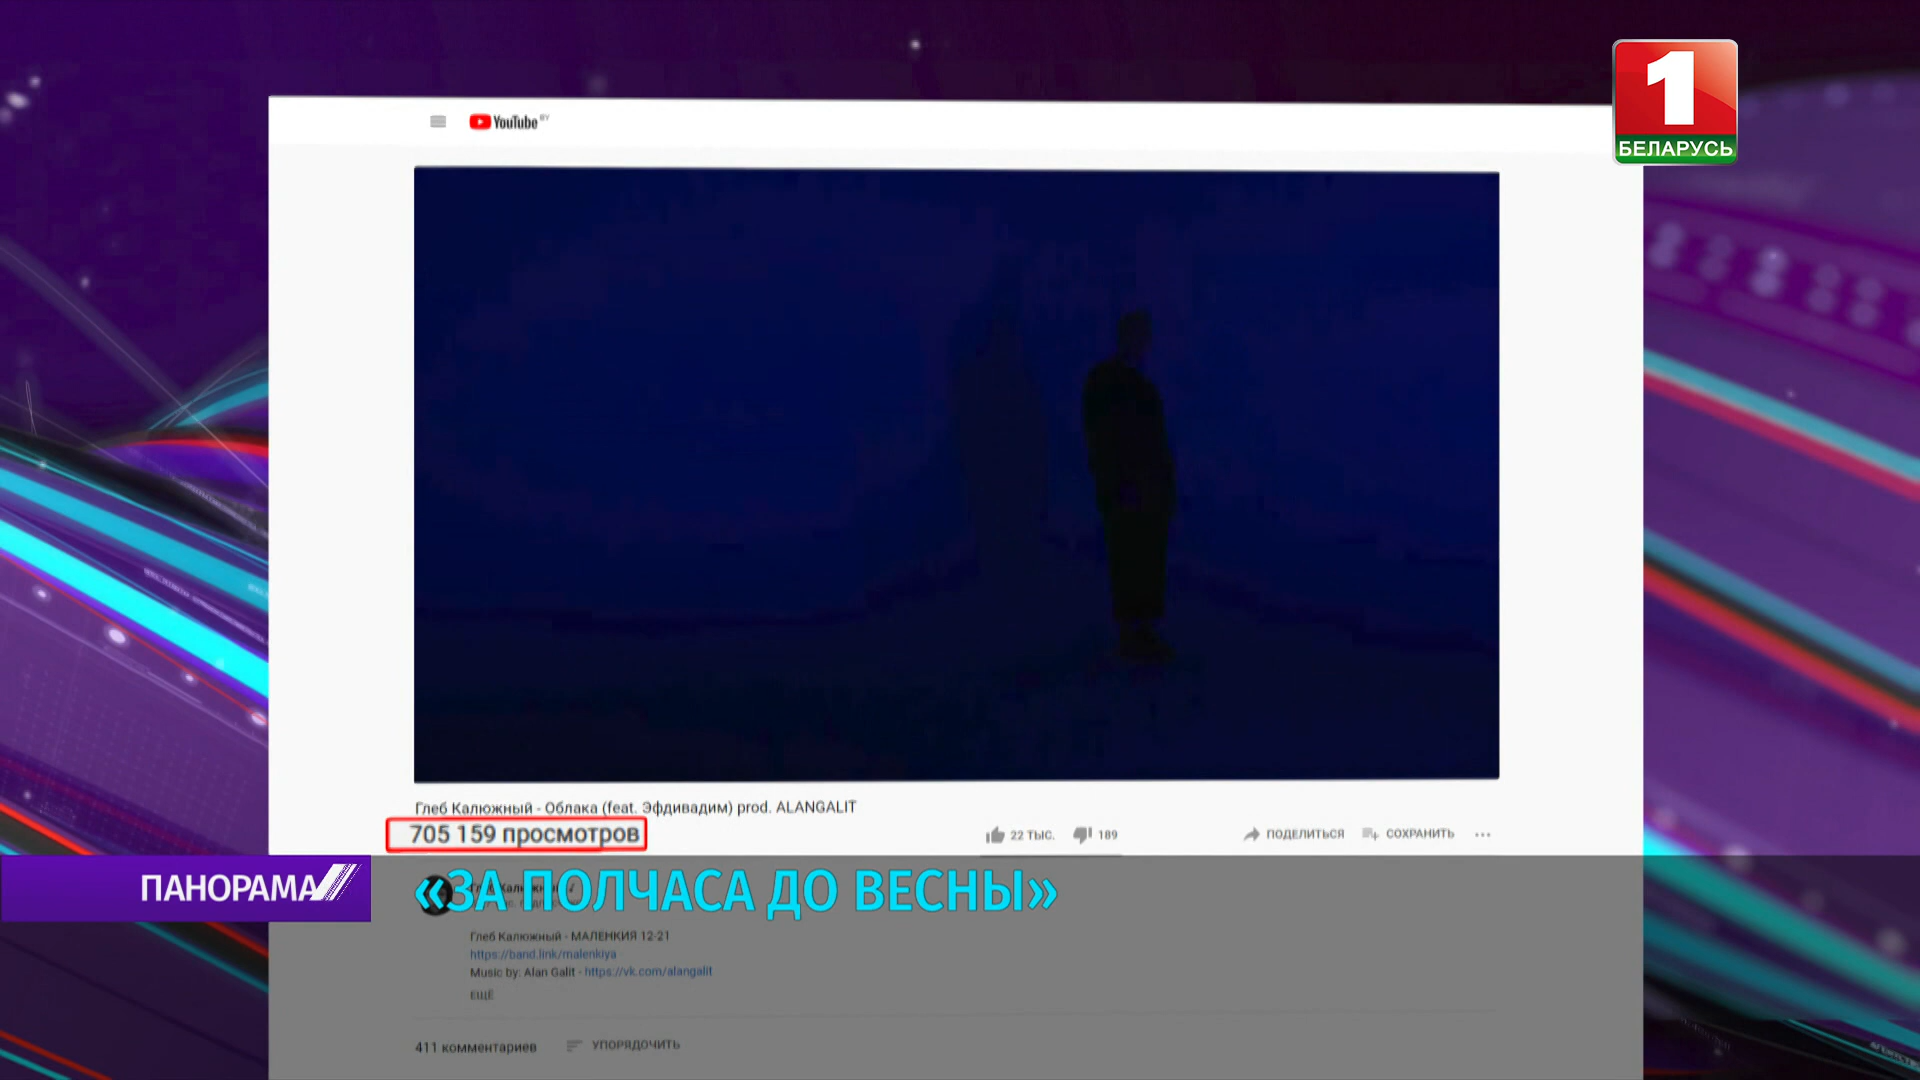 1
БЕЛАРУСЬ
YouTube BY
Глеб Калюжный - Облака (feat. Эфдивадим) prod. ALANGALIT
705 159 просмотров
22 ТЫС.
189
ПОДЕЛИТЬСЯ
СОХРАНИТЬ
ПАНОРАМА
«ЗА ПОЛЧАСА ДО ВЕСНЫ»
Глеб Калюжный - МАЛЕНКИЯ 12-21
https://band.link/malenkiya
Music by: Alan Galit - https://vk.com/alangalit
ЕЩЁ
411 комментариев
УПОРЯДОЧИТЬ